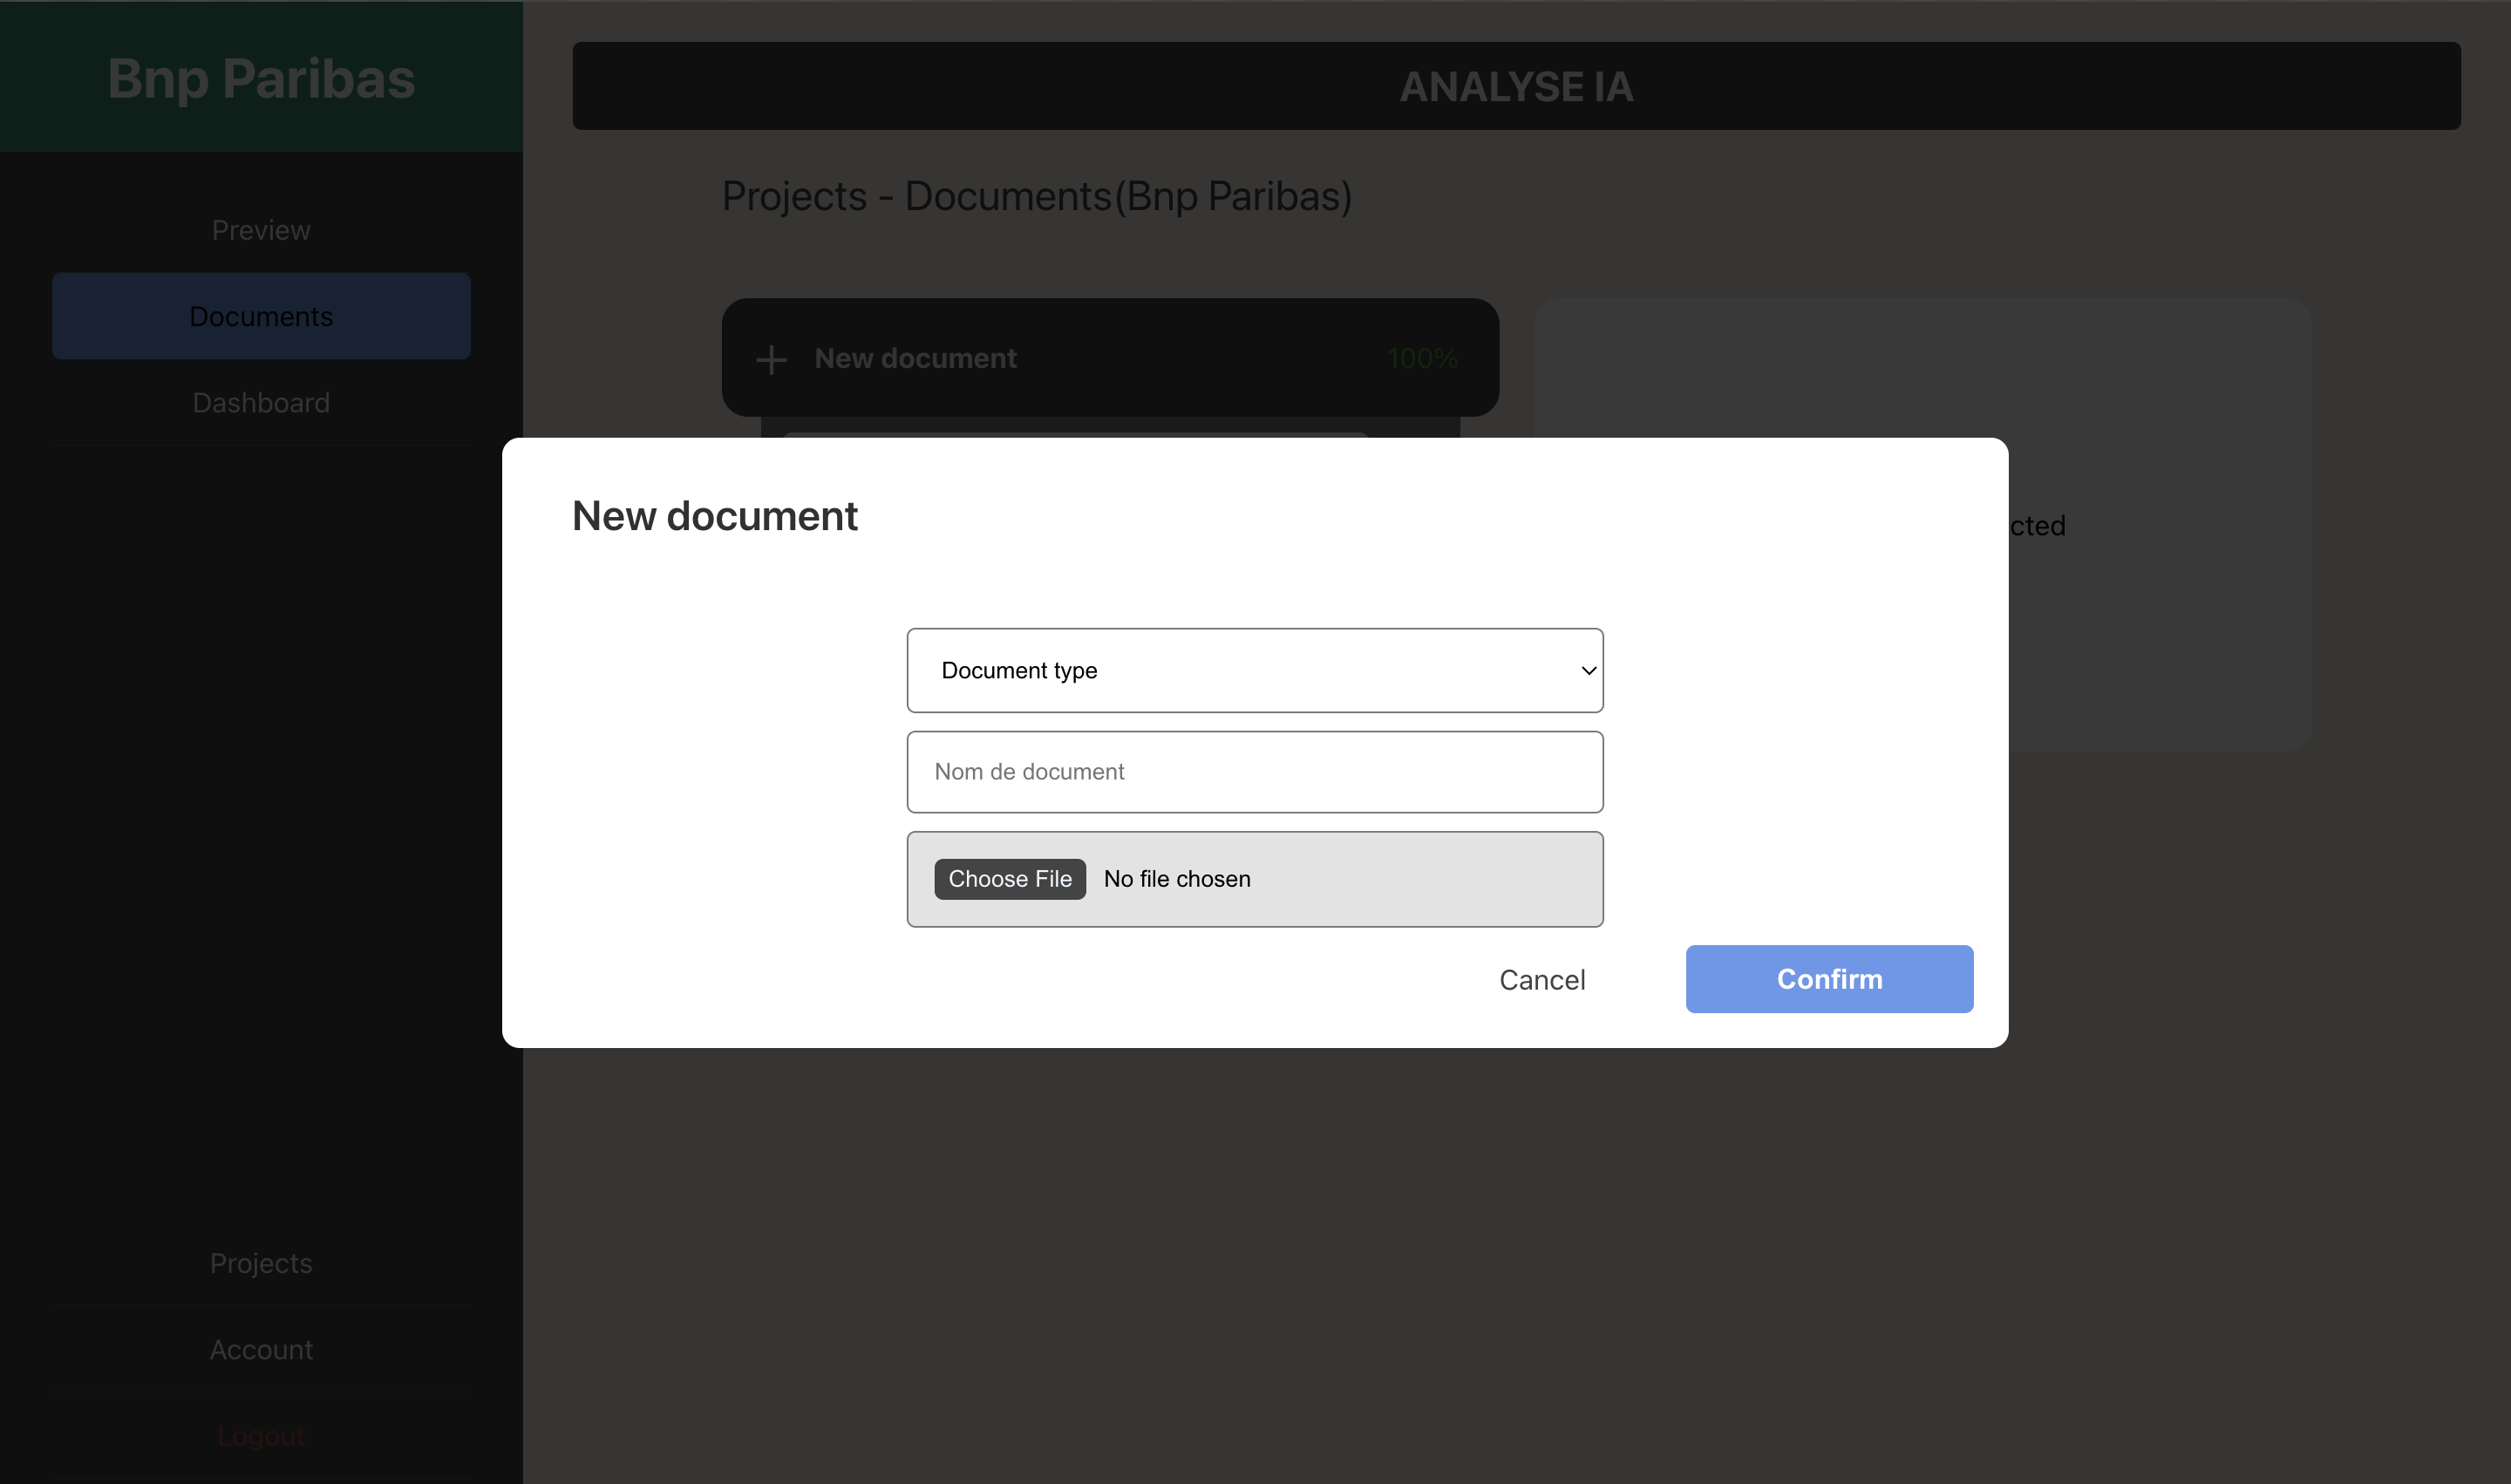 Bnp Paribas
Preview
Documents
Dashboard
Projects
Account
Logout
ANALYSE IA
Projects - Documents(Bnp Paribas)
New document
100%
cted
New document
Document type
Nom de document
Choose File
No file chosen
Cancel
Confirm